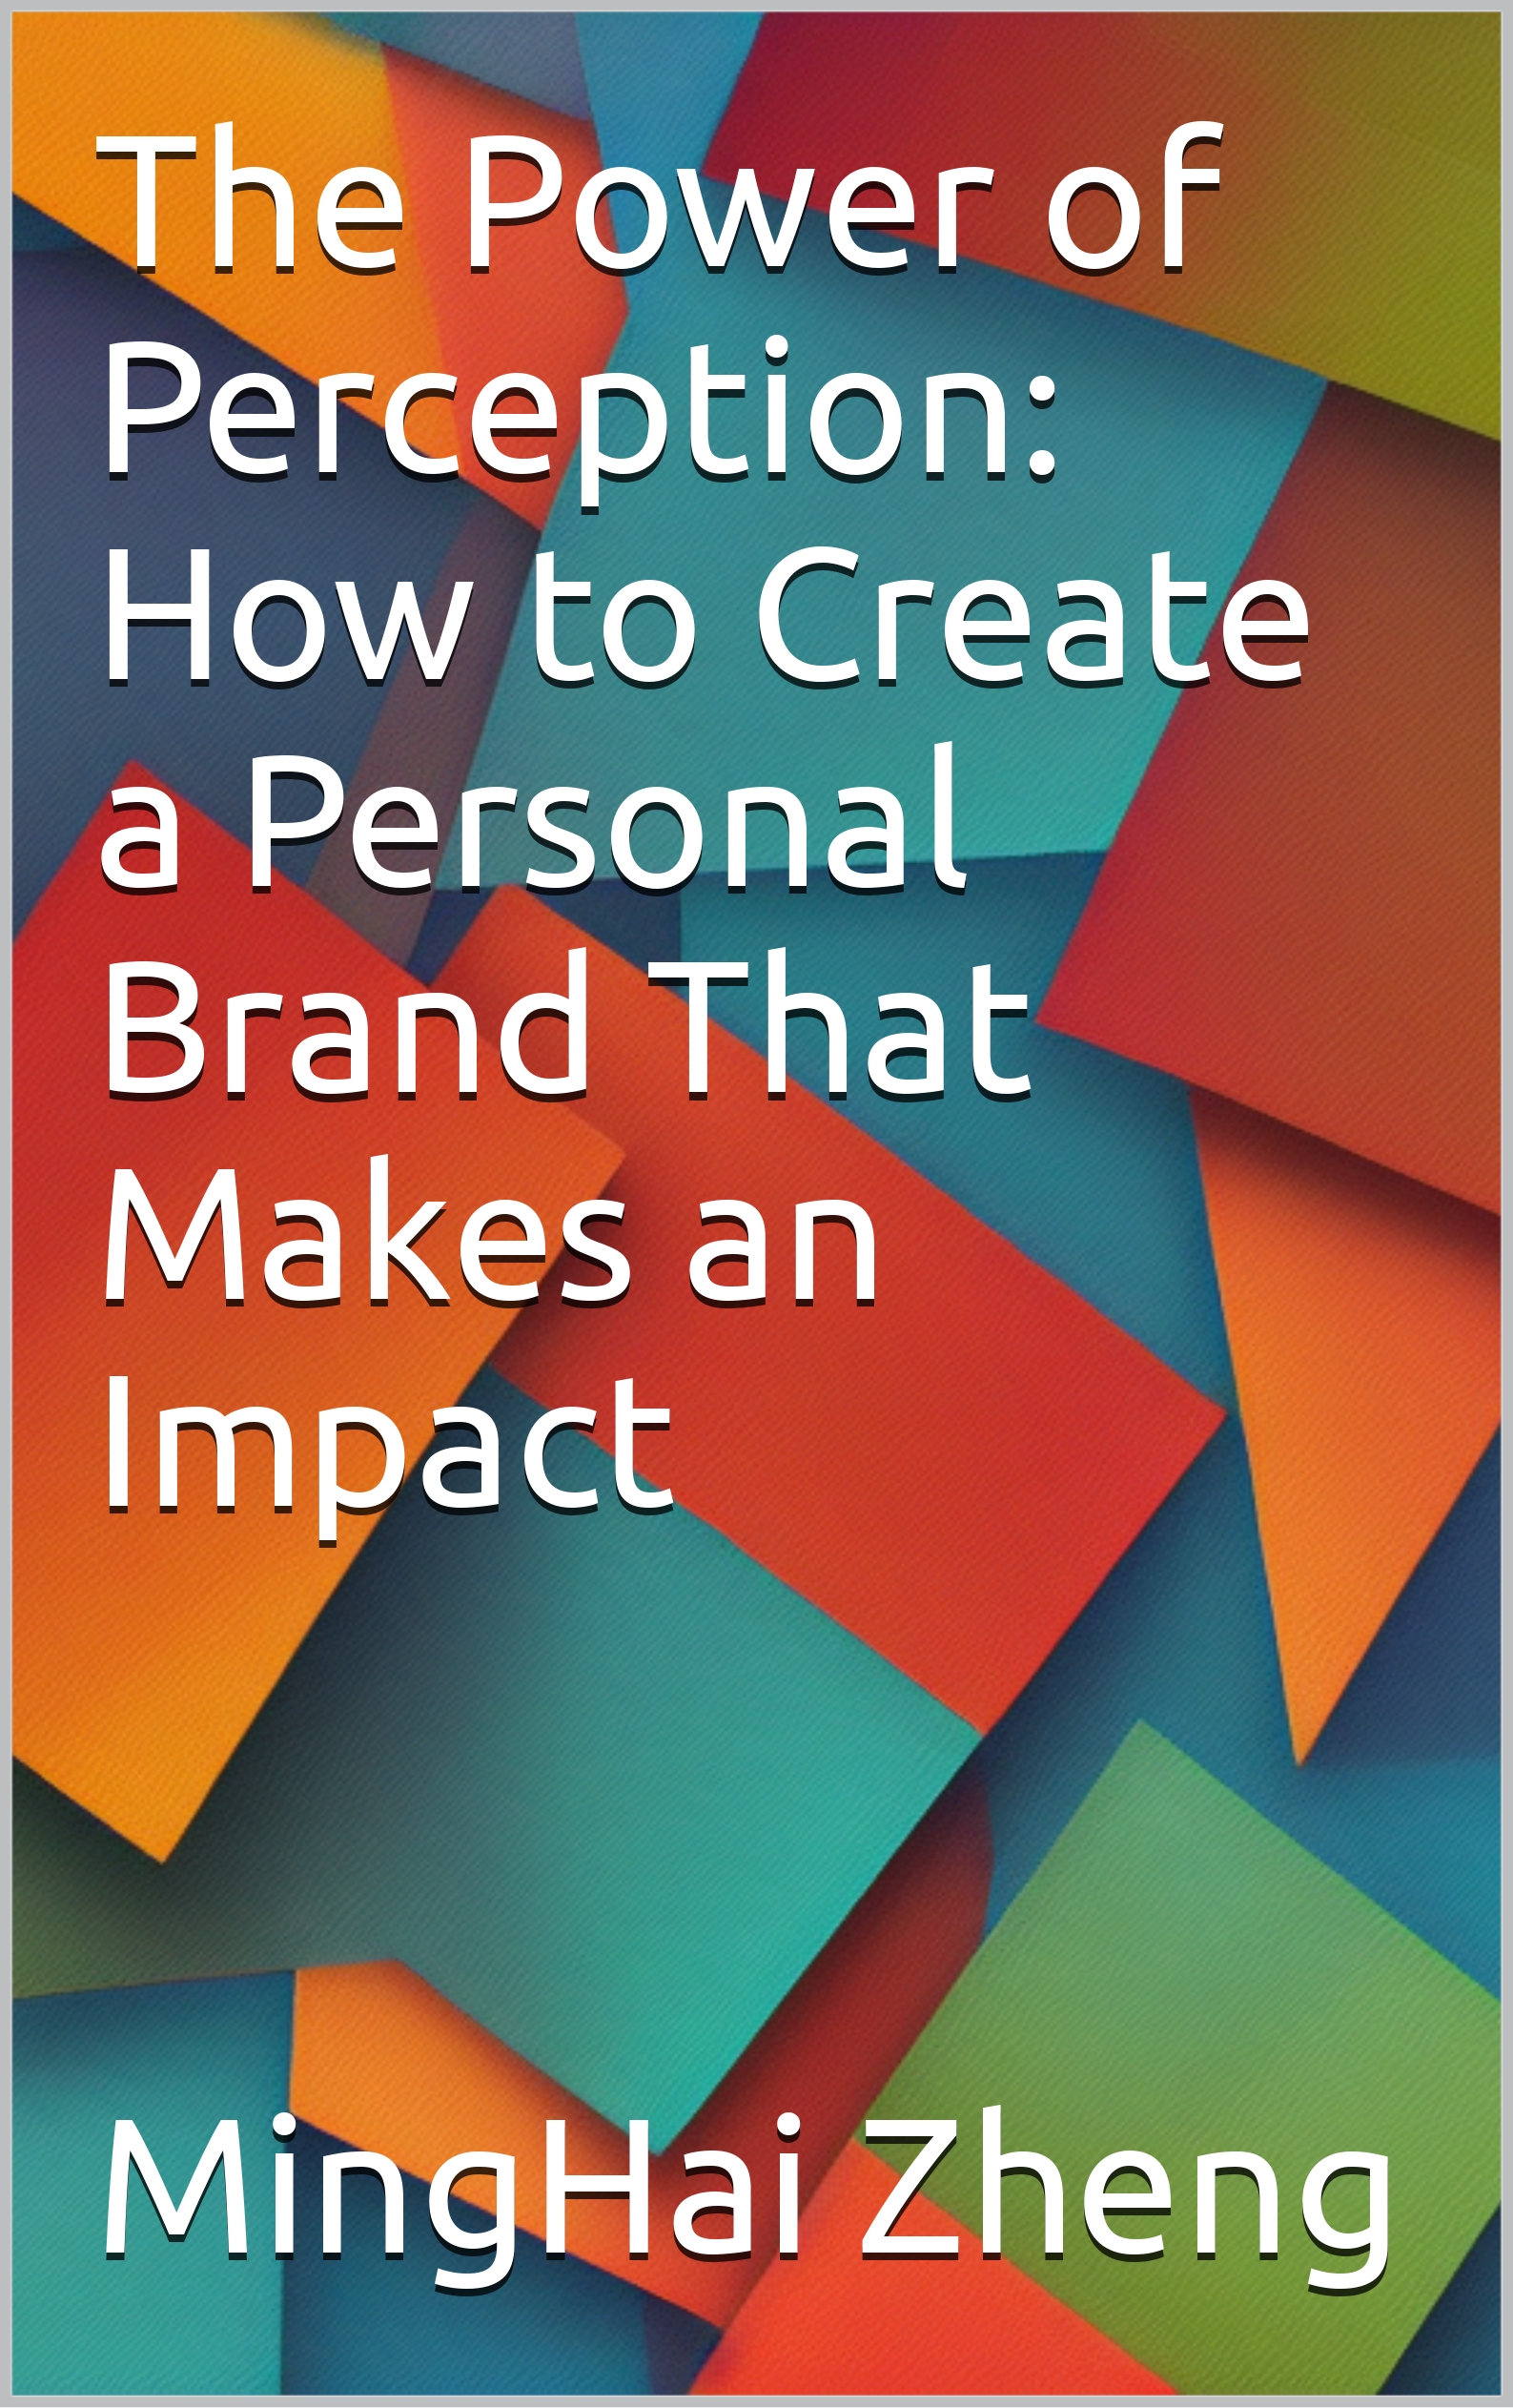 The Power of
Perception:
How to Create
a Personal
Brand That
Makes an
Impact
MingHai Zheng